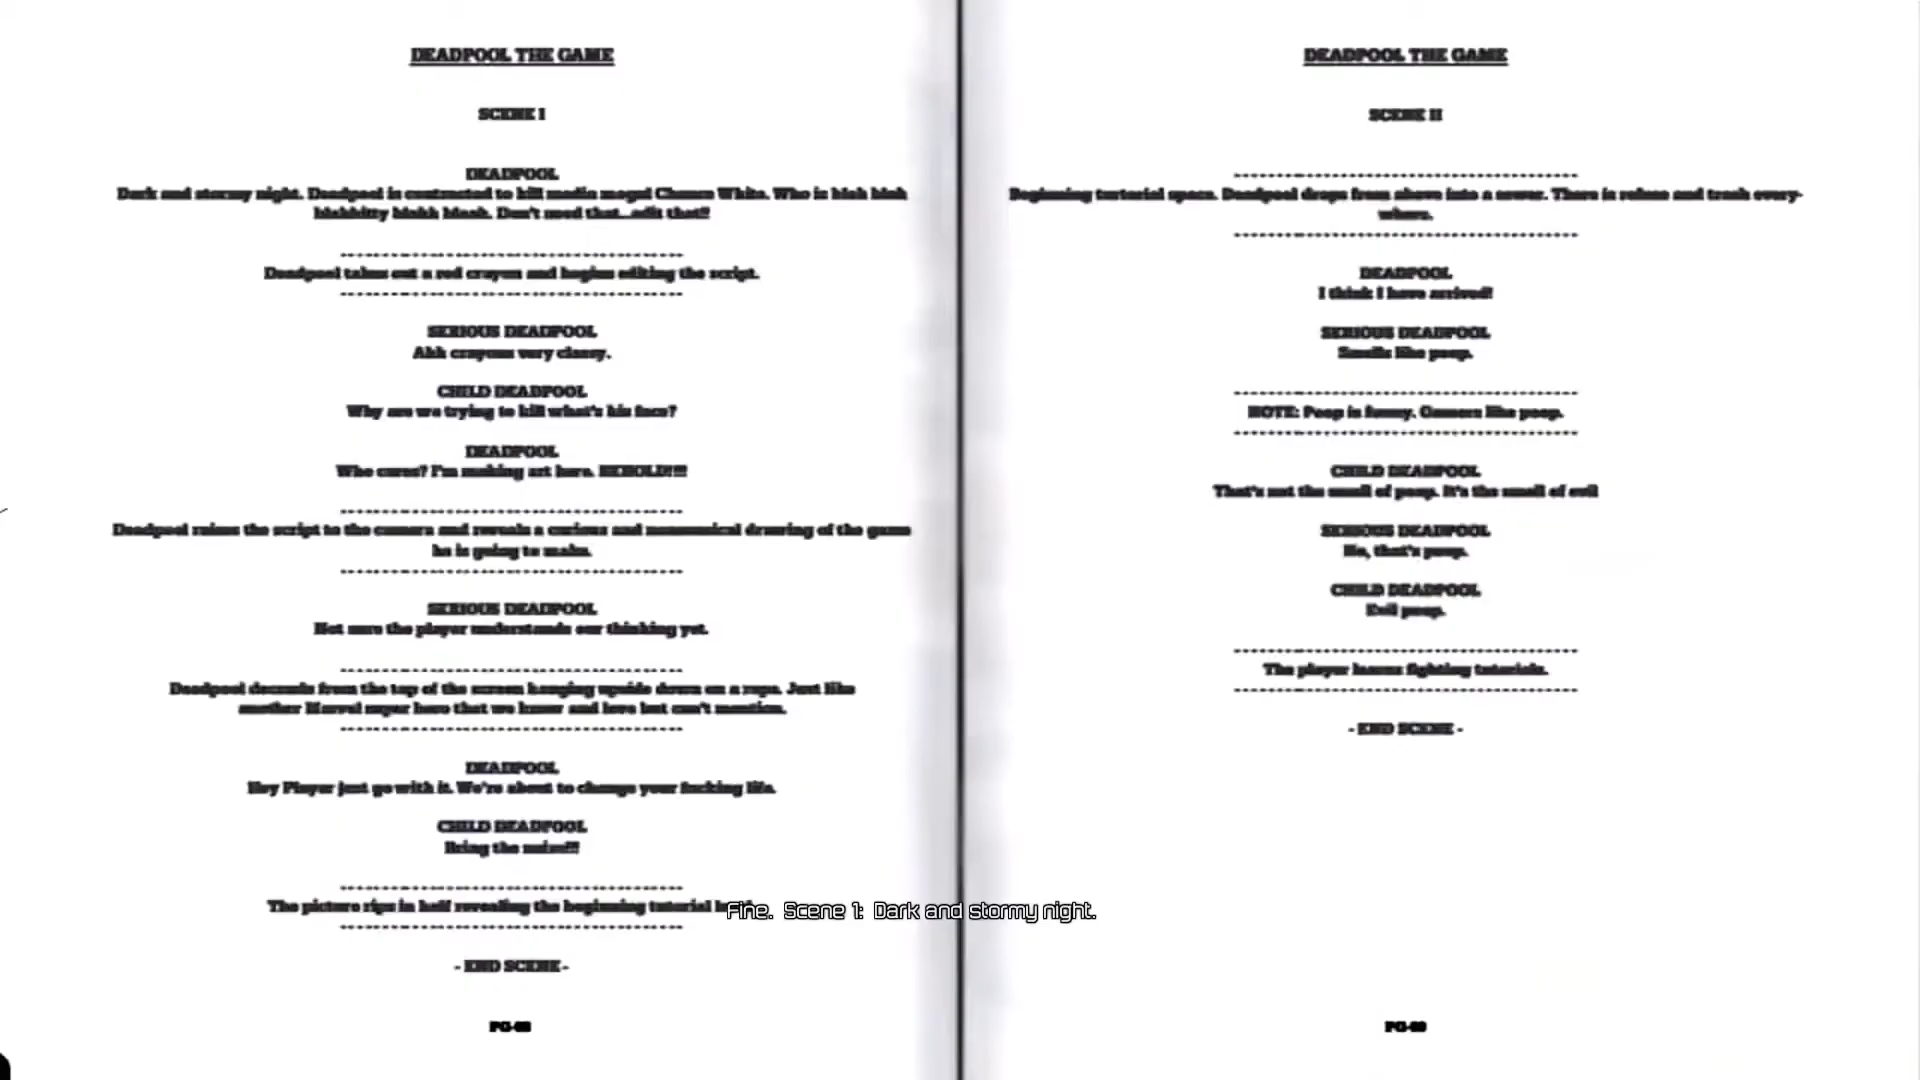 DEADPOOL THE GAME
SCENE I
DEADPOOL
Dark and stormy night. Deadpool is contracted to kill media mogul Chance White. Who is blah blah
blahbitty blahh blaah. Don't need that...edit that!!
Deadpool takes out a red crayon and begins editing the script.
SERIOUS DEADPOOL
Ahh crayons very classy.
CHILD DEADPOOL
Why are we trying to kill what's his face?
DEADPOOL
Who cares? I'm making art here. BEHOLD!!!!
Deadpool raises the script to the camera and reveals a curious and nonsensical drawing of the game
he is going to make.
SERIOUS DEADPOOL
Not sure the player understands our thinking yet.
Deadpool descends from the top of the screen hanging upside down on a rope. Just like
another Marvel super hero that we know and love but can't mention.
DEADPOOL
Hey Player just go with it. We're about to change your fucking life.
CHILD DEADPOOL
Bring the noise!!!
The picture rips in half revealing the beginning tutorial
- END SCENE -
DEADPOOL THE GAME
SCENE II
Beginning tutorial space. Deadpool drops from above into a sewer. There is refuse and trash every-
where.
DEADPOOL
I think I have arrived!
SERIOUS DEADPOOL
Smells like poop.
NOTE: Poop is funny. Gamers like poop.
CHILD DEADPOOL
That's not the smell of poop. It's the smell of evil
SERIOUS DEADPOOL
No, that's poop.
CHILD DEADPOOL
Evil poop.
The player learns fighting tutorials.
- END SCENE -
Fine. Scene 1: Dark and stormy night.